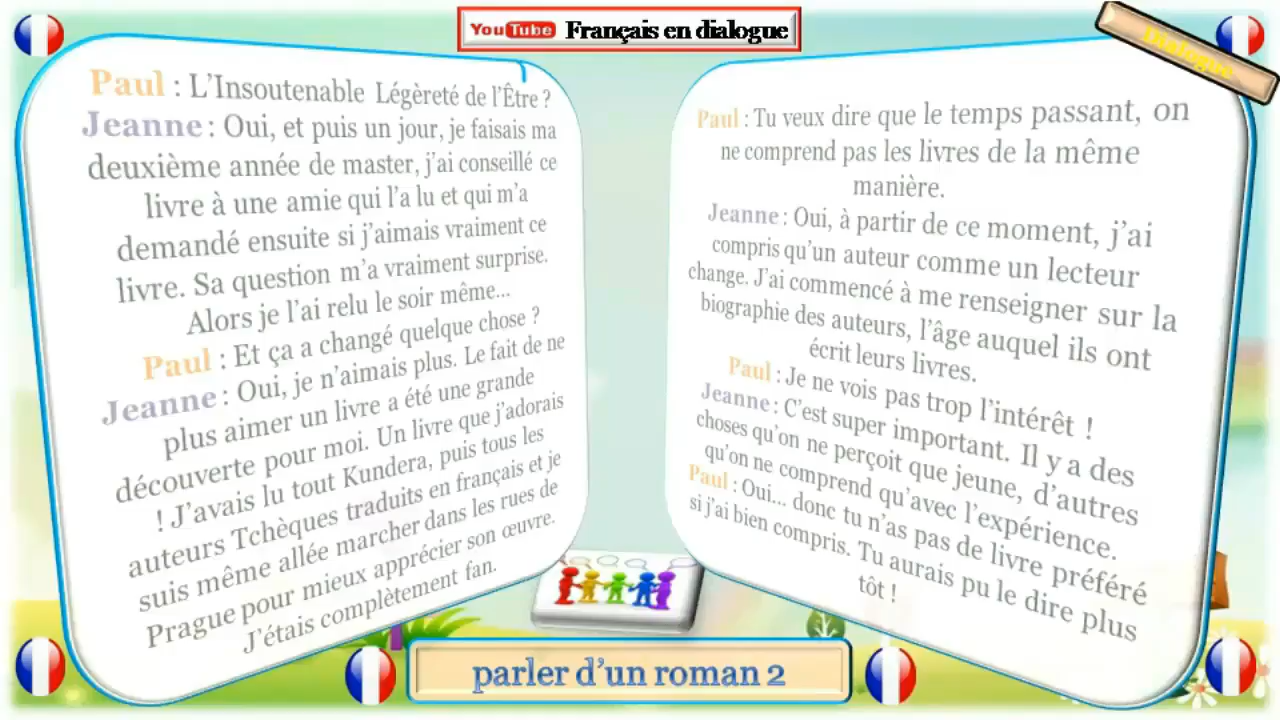 YouTube Français en dialogue
Dialogue
Paul : L’Insoutenable Légèreté de l’Être ?
Jeanne : Oui, et puis un jour, je faisais ma
deuxième année de master, j’ai conseillé ce
livre à une amie qui l’a lu et qui m’a
demandé ensuite si j’aimais vraiment ce
livre. Sa question m’a vraiment surprise.
Alors je l’ai relu le soir même...
Paul : Et ça a changé quelque chose ?
Jeanne : Oui, je n’aimais plus. Le fait de ne
plus aimer un livre a été une grande
découverte pour moi. Un livre que j’adorais
! J’avais lu tout Kundera, puis tous les
auteurs Tchèques traduits en français et je
suis même allée marcher dans les rues de
Prague pour mieux apprécier son œuvre.
J’étais complètement fan.
Paul : Tu veux dire que le temps passant, on
ne comprend pas les livres de la même
manière.
Jeanne : Oui, à partir de ce moment, j’ai
compris qu’un auteur comme un lecteur
change. J’ai commencé à me renseigner sur la
biographie des auteurs, l’âge auquel ils ont
écrit leurs livres.
Paul : Je ne vois pas trop l’intérêt !
Jeanne : C’est super important. Il y a des
choses qu’on ne perçoit que jeune, d’autres
qu’on ne comprend qu’avec l’expérience.
Paul : Oui... donc tu n’as pas de livre préféré
si j’ai bien compris. Tu aurais pu le dire plus
tôt !
parler d’un roman 2